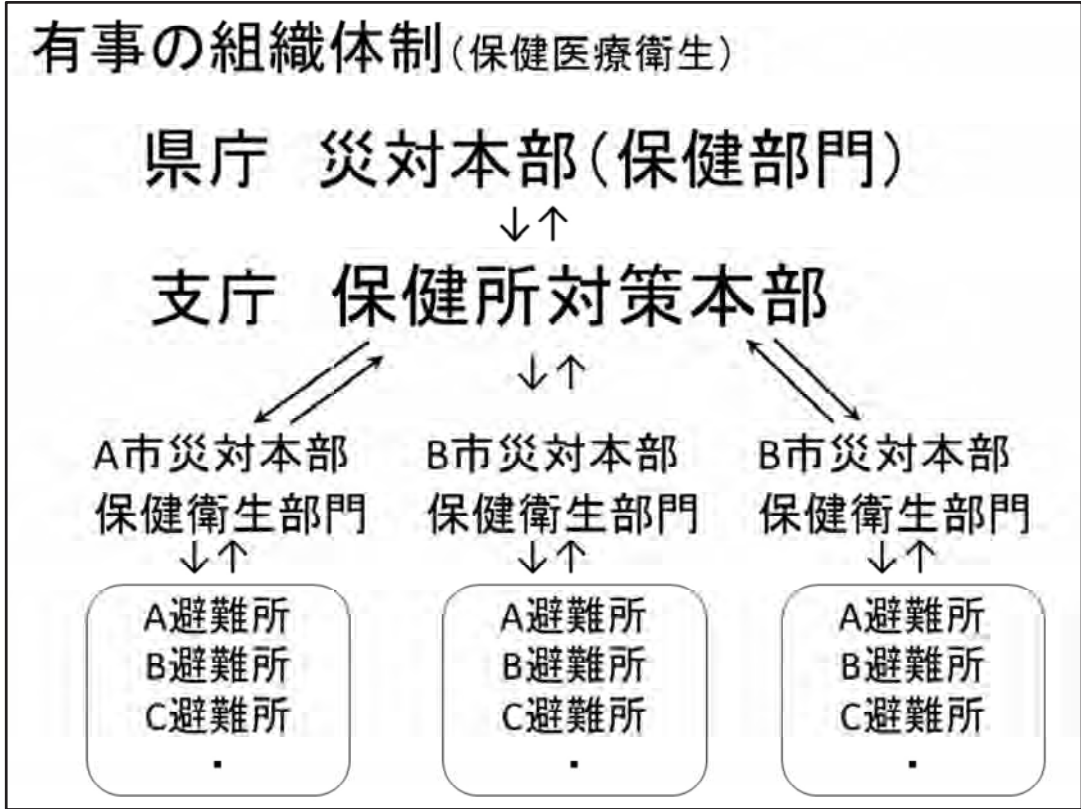 有事の組織体制(保健医療衛生)
県庁 災対本部(保健部門)
↓↑
支庁 保健所対策本部
↓↑
A市災対本部
保健衛生部門
↓↑
A避難所
B避難所
C避難所
・
B市災対本部
保健衛生部門
↓↑
A避難所
B避難所
C避難所
・
B市災対本部
保健衛生部門
↓↑
A避難所
B避難所
C避難所
・